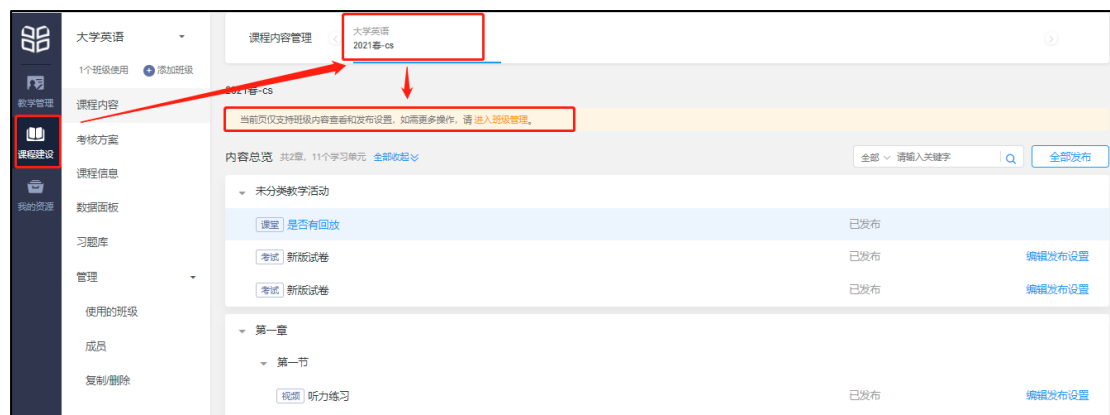 教学管理
课程建设
我的资源
大学英语
1个班级使用 添加班级
课程内容
考核方案
课程信息
数据面板
习题库
管理
使用的班级
成员
复制/删除
课程内容管理
大学英语
2021春-cs
2021春-cs
当前页仅支持班级内容查看和发布设置，如需更多操作，请 进入班级管理。
内容总览 共2章，11个学习单元 全部收起
全部 请输入关键字 全部发布
未分类教学活动
课堂 是否有回放 已发布
考试 新版试卷 已发布 编辑发布设置
考试 新版试卷 已发布 编辑发布设置
第一章
第一节
视频 听力练习 已发布 编辑发布设置